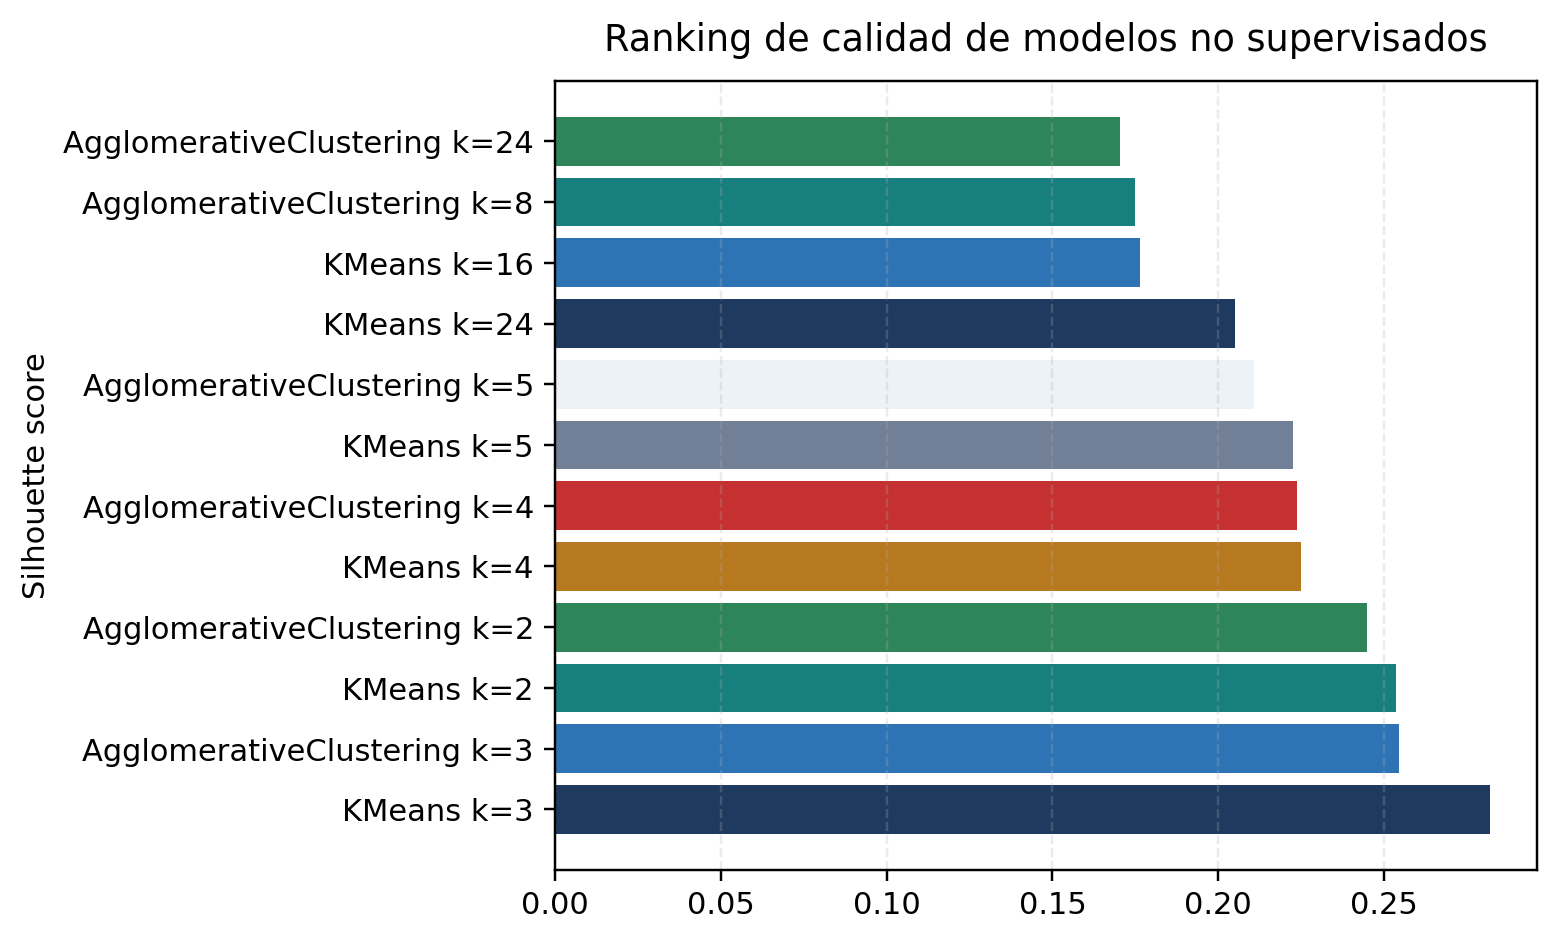 Ranking de calidad de modelos no supervisados
AgglomerativeClustering k=24
AgglomerativeClustering k=8
KMeans k=16
KMeans k=24
AgglomerativeClustering k=5
KMeans k=5
AgglomerativeClustering k=4
KMeans k=4
AgglomerativeClustering k=2
KMeans k=2
AgglomerativeClustering k=3
KMeans k=3
Silhouette score
0.00 0.05 0.10 0.15 0.20 0.25